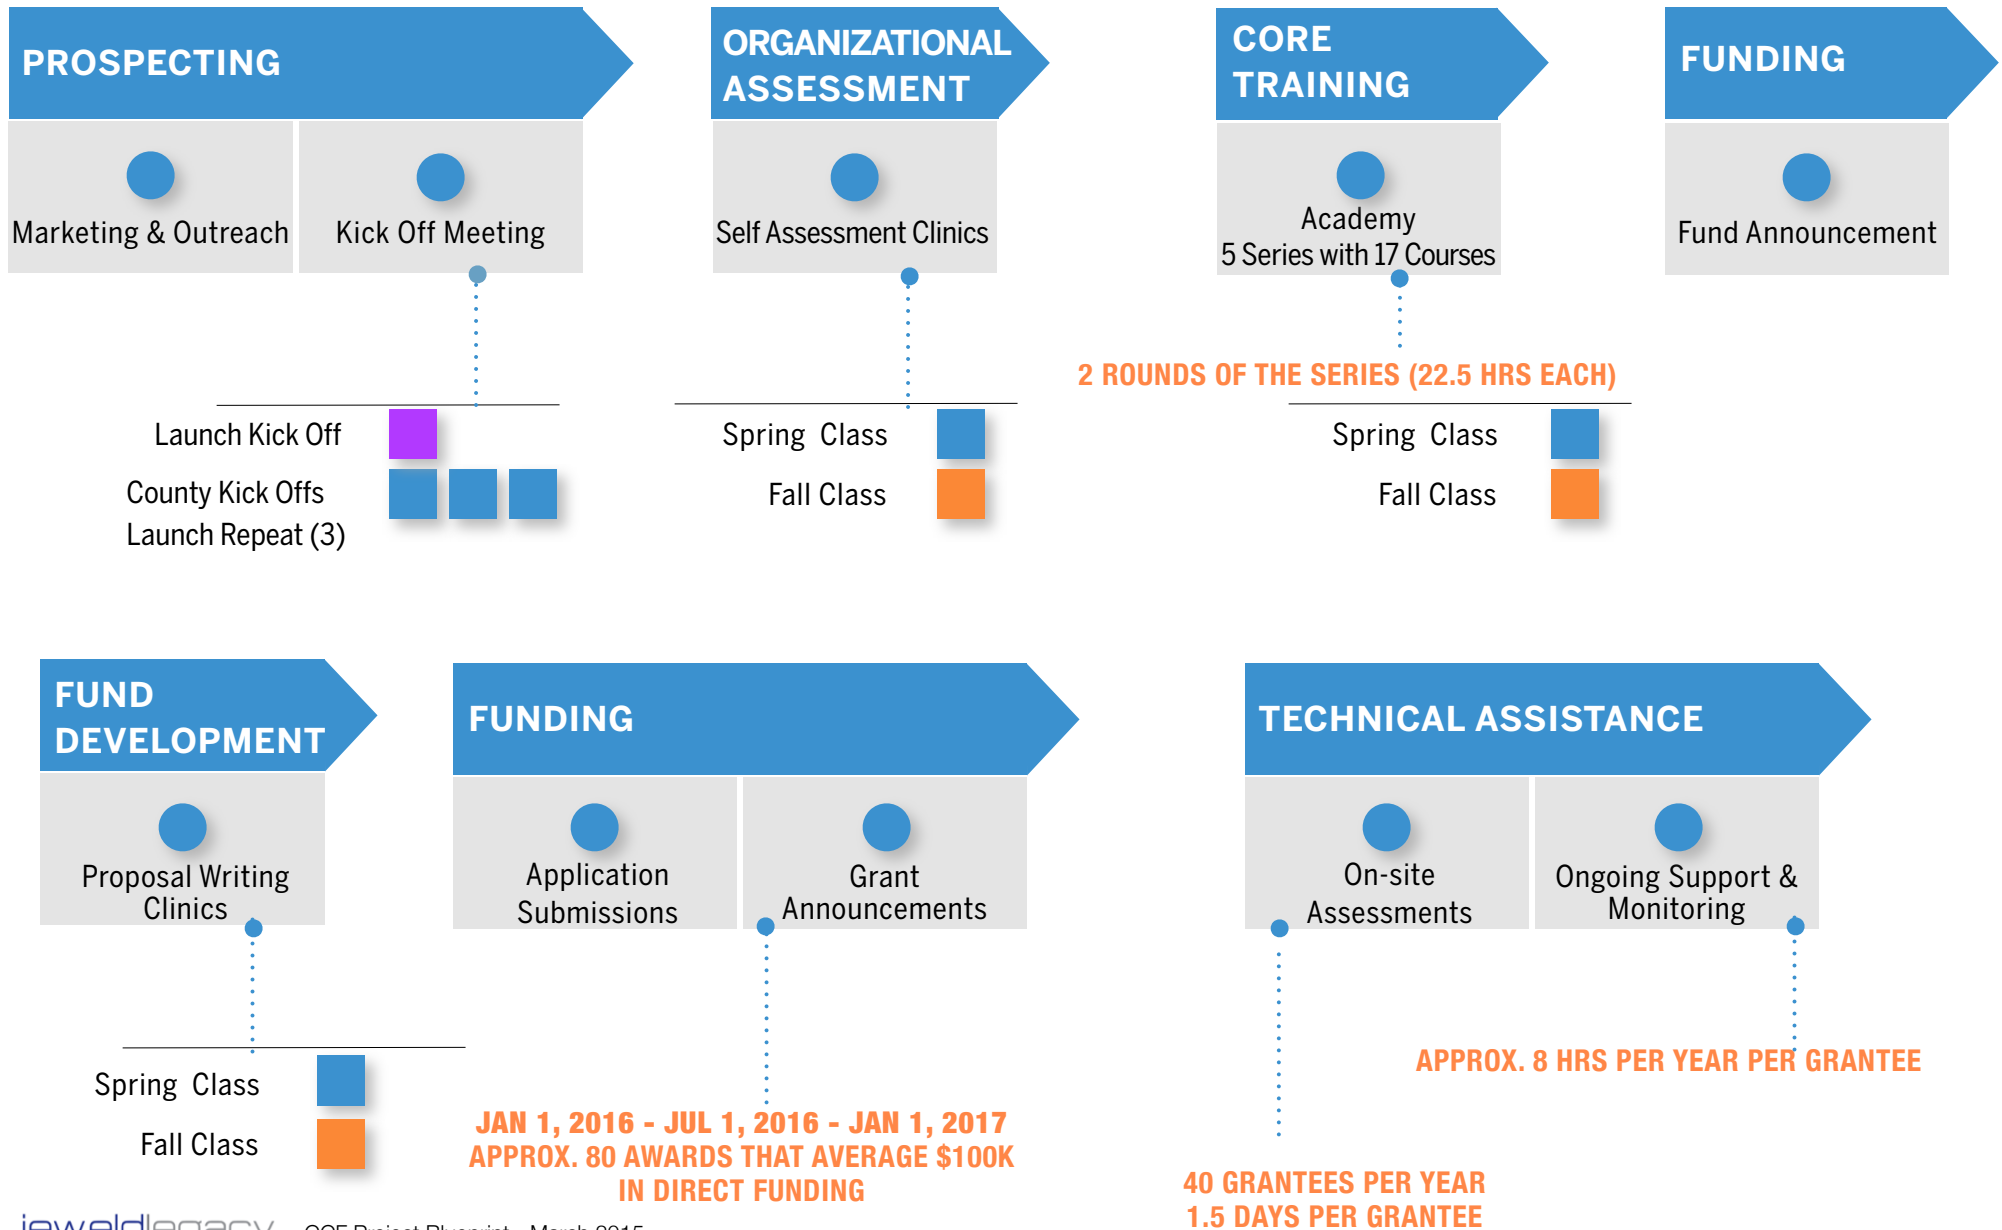 PROSPECTING
Marketing & Outreach
Kick Off Meeting
Launch Kick Off
County Kick Offs
Launch Repeat (3)
ORGANIZATIONAL
ASSESSMENT
Self Assessment Clinics
Spring Class
Fall Class
CORE
TRAINING
Academy
5 Series with 17 Courses
2 ROUNDS OF THE SERIES (22.5 HRS EACH)
Spring Class
Fall Class
FUNDING
Fund Announcement
FUND
DEVELOPMENT
Proposal Writing
Clinics
Spring Class
Fall Class
FUNDING
Application
Submissions
Grant
Announcements
JAN 1, 2016 - JUL 1, 2016 - JAN 1, 2017
APPROX. 80 AWARDS THAT AVERAGE $100K
IN DIRECT FUNDING
TECHNICAL ASSISTANCE
On-site
Assessments
Ongoing Support &
Monitoring
APPROX. 8 HRS PER YEAR PER GRANTEE
40 GRANTEES PER YEAR
1.5 DAYS PER GRANTEE
jeweldlegacy
Project Blueprint - March 2015